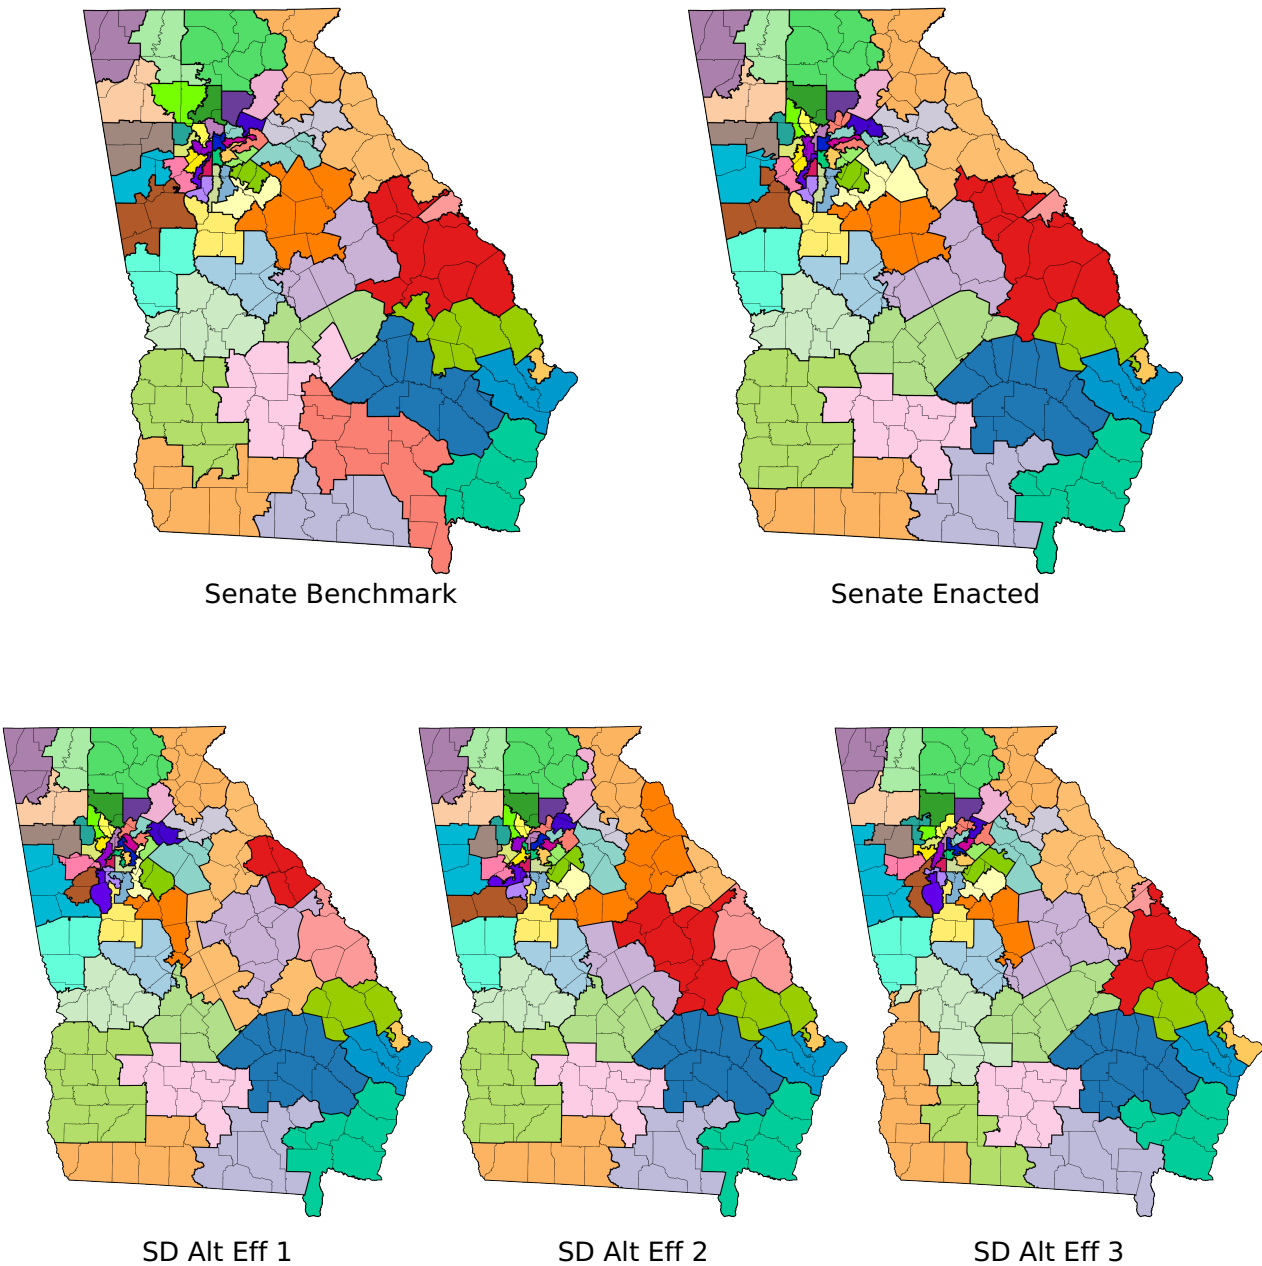 Senate Benchmark
Senate Enacted
SD Alt Eff 1
SD Alt Eff 2
SD Alt Eff 3